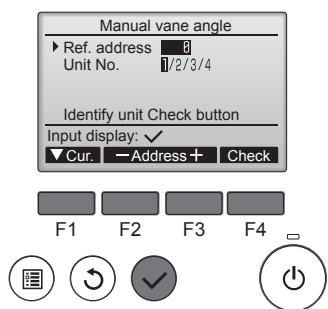 Manual vane angle
Ref. address 0
Unit No. 1/2/3/4
Identify unit Check button
Input display: ✓
▼Cur. －Address＋ Check
F1 F2 F3 F4